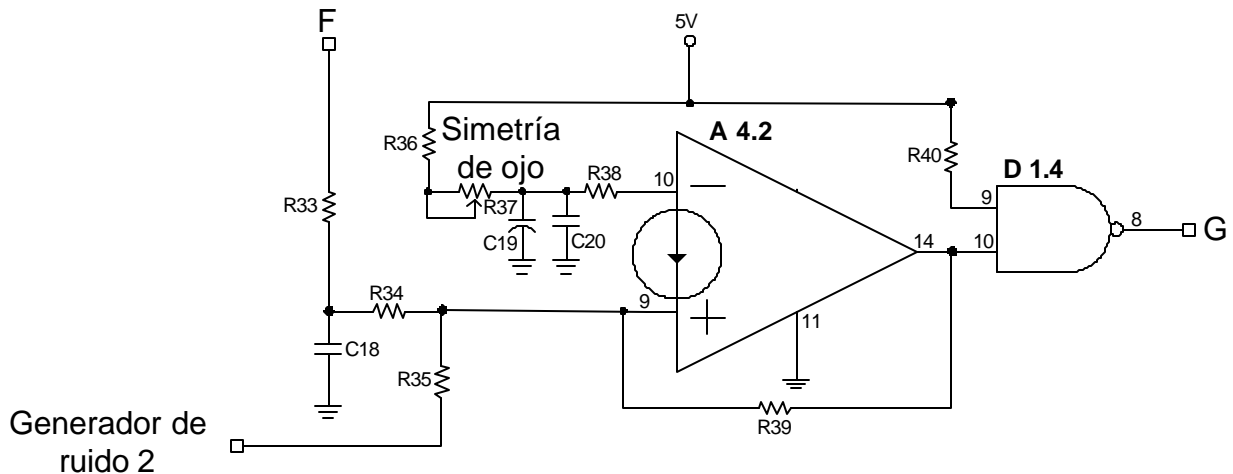 F
5V
Simetría
de ojo
A 4.2
R36
R38
10
R40
D 1.4
R33
R37
9
8
G
C19
C20
14
10
R34
9
11
C18
R35
R39
Generador de
ruido 2